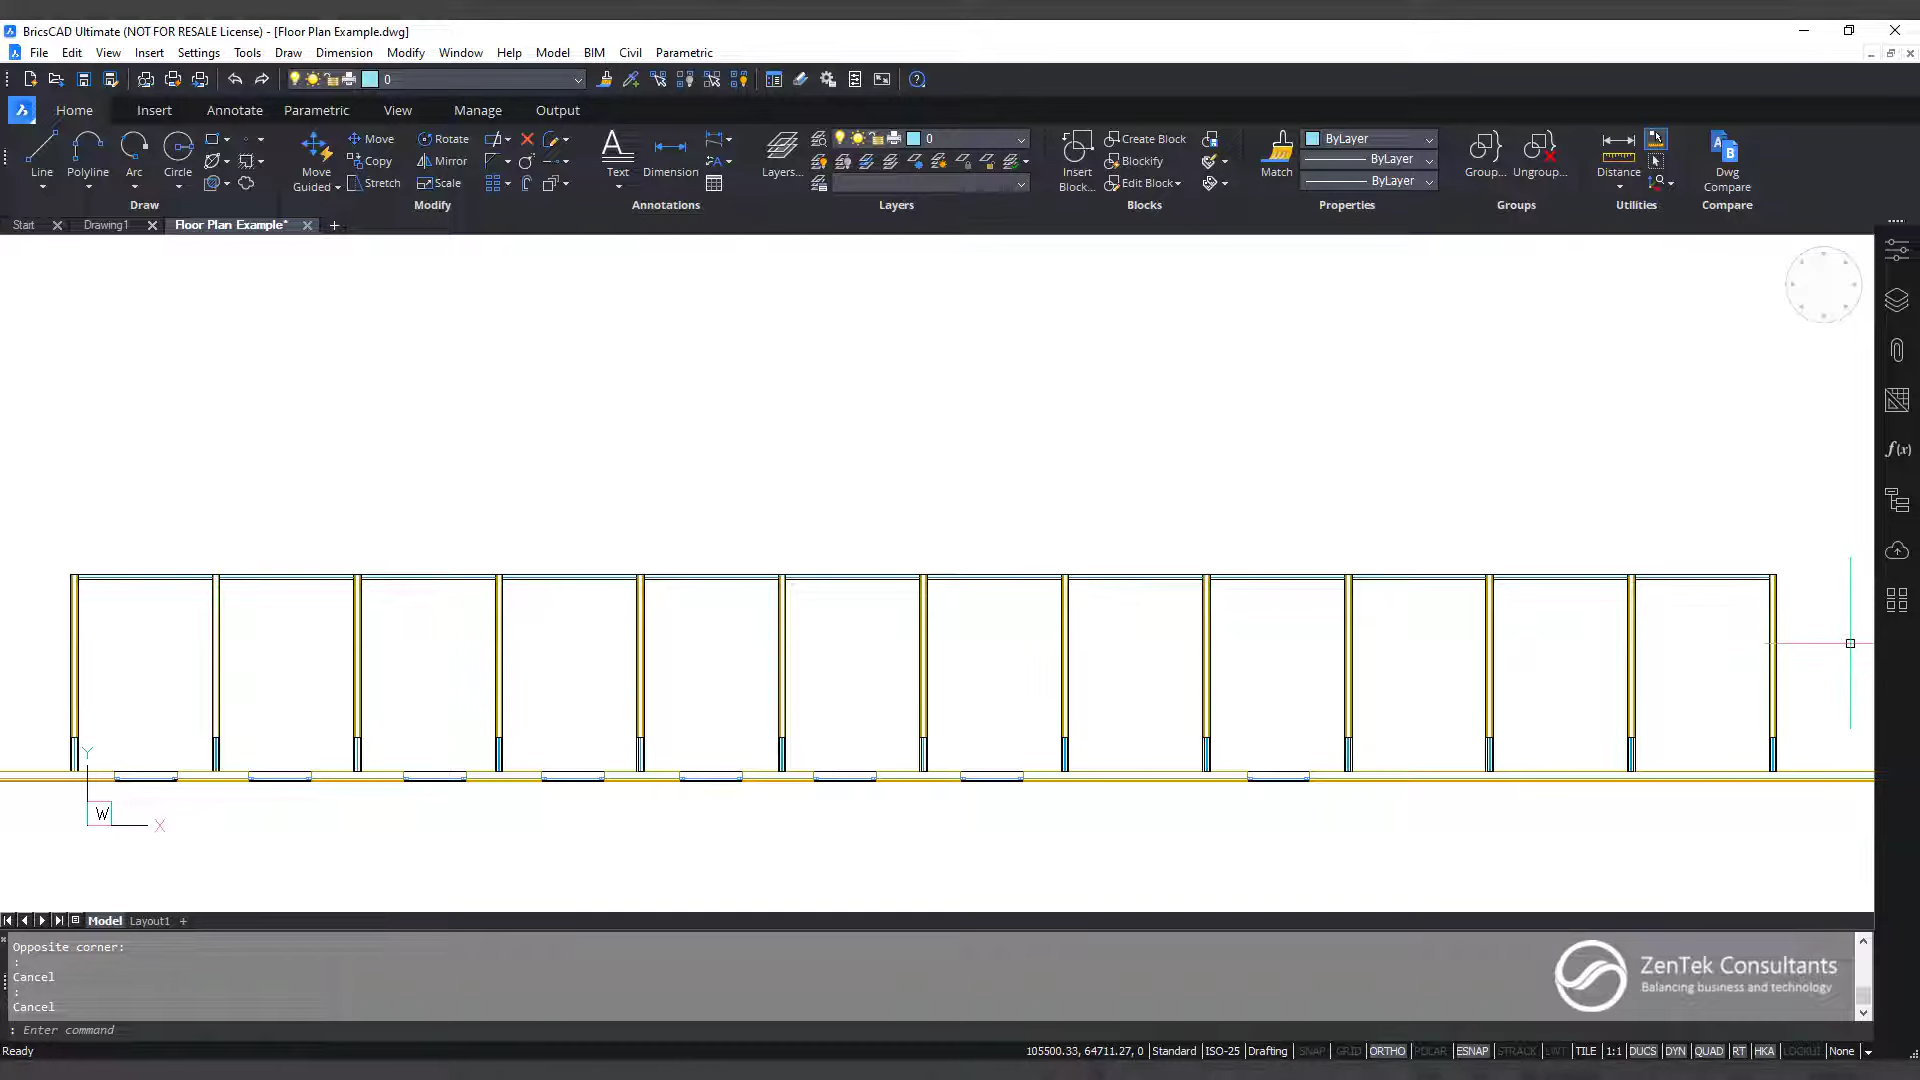 BricsCAD Ultimate (NOT FOR RESALE License) - [Floor Plan Example.dwg]
File Edit View Insert Settings Tools Draw Dimension Modify Window Help Model BIM Civil Parametric
0
Home Insert Annotate Parametric View Manage Output
Move Rotate 0 Create Block ByLayer
Copy Mirror Blockify ByLayer
Line Polyline Arc Circle Move Guided Stretch Scale Text Dimension Layers... Insert Block... Edit Block ByLayer Match Group... Ungroup... Distance Dwg Compare
Draw Modify Annotations Layers Blocks Properties Groups Utilities Compare
Start Drawing1 Floor Plan Example* +
f(x)
Y
W
X
Model Layout1 +
Opposite corner:
:
Cancel
:
Cancel
: Enter command
ZenTek Consultants
Balancing business and technology
Ready 105500.33, 64711.27, 0 Standard ISO-25 Drafting SNAP GRID ORTHO POLAR ESNAP STRACK LWT TILE 1:1 DUCS DYN QUAD RT HKA LOCKUI None